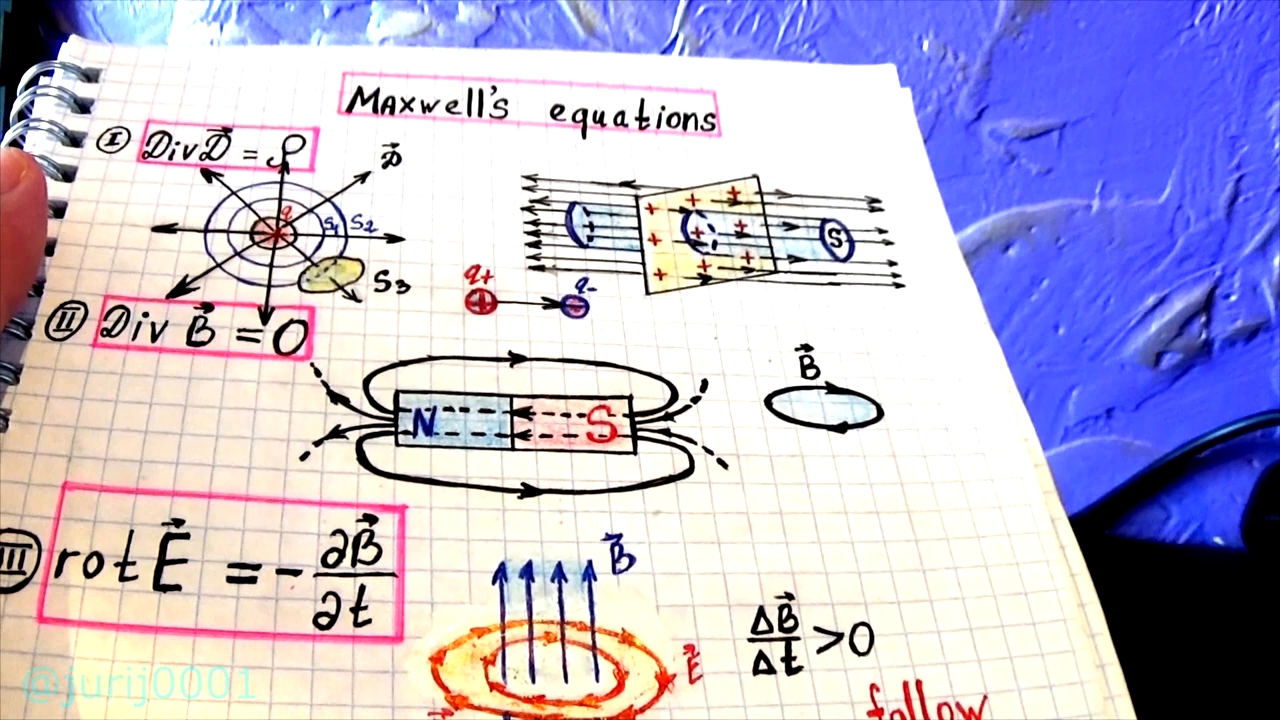 Maxwell's equations
I Div D⃗ = ρ
D⃗
q S1 S2
S3
+ + + + + + + + + +
S
q+ q-
+ -
II Div B⃗ = 0
N S
B⃗
III rot E⃗ = - ∂B⃗/∂t
B⃗
E⃗
ΔB⃗/Δt > 0
follow
@jurij0001